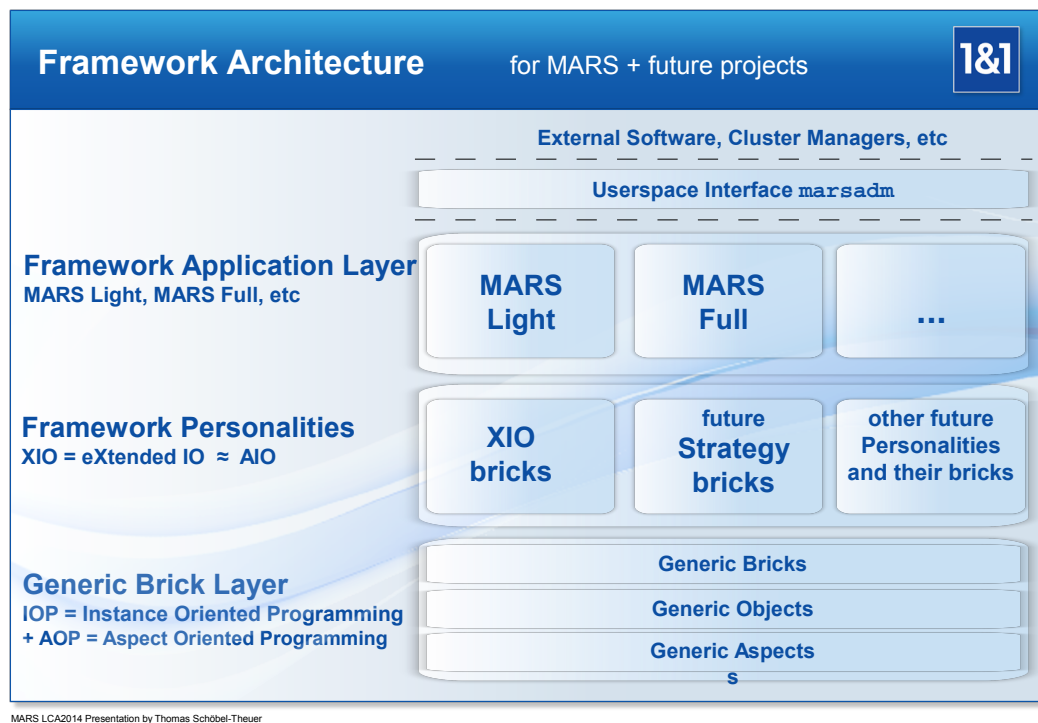 Framework Architecture for MARS + future projects
1&1
External Software, Cluster Managers, etc
Userspace Interface marsadm
Framework Application Layer
MARS Light, MARS Full, etc
MARS
Light
MARS
Full
...
Framework Personalities
XIO = eXtended IO ≈ AIO
XIO
bricks
future
Strategy
bricks
other future
Personalities
and their bricks
Generic Brick Layer
IOP = Instance Oriented Programming
+ AOP = Aspect Oriented Programming
Generic Bricks
Generic Objects
Generic Aspects
s
MARS LCA2014 Presentation by Thomas Schöbel-Theuer